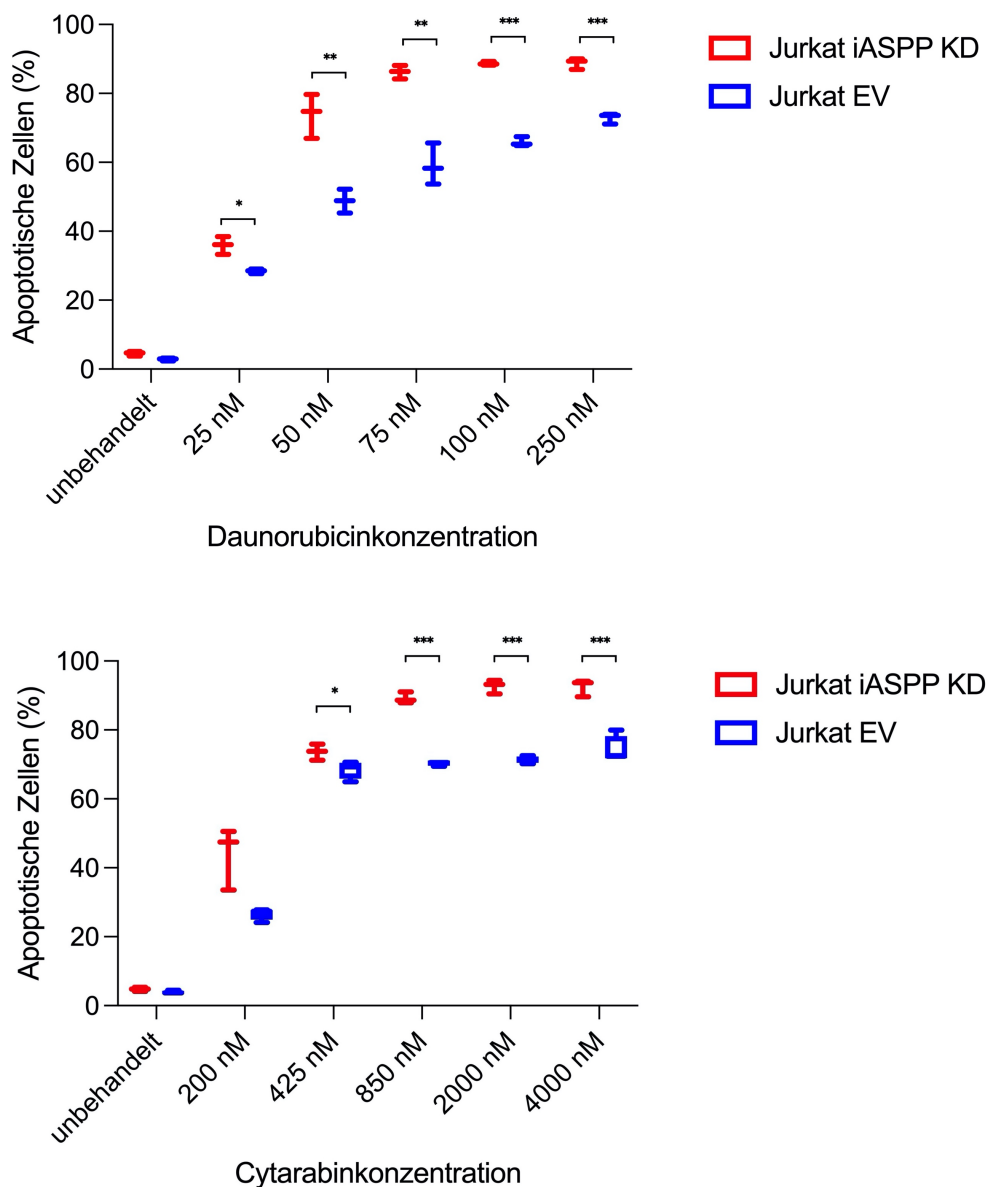 Apoptotische Zellen (%)
100
80
60
40
20
0
*
**
**
***
***
unbehandelt
25 nM
50 nM
75 nM
100 nM
250 nM
Daunorubicinkonzentration
Jurkat iASPP KD
Jurkat EV
Apoptotische Zellen (%)
100
80
60
40
20
0
*
***
***
***
unbehandelt
200 nM
425 nM
850 nM
2000 nM
4000 nM
Cytarabinkonzentration
Jurkat iASPP KD
Jurkat EV